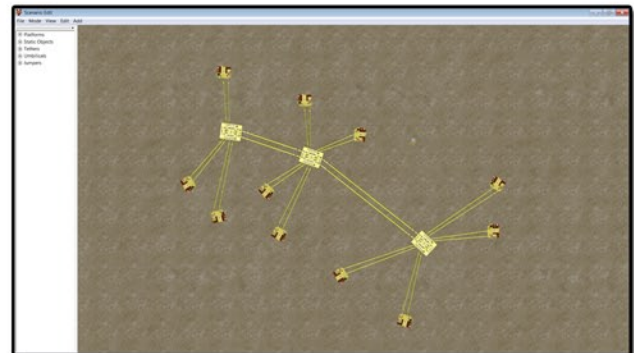 Scenario Edit
File Mode View Edit Add
Platforms
Static Objects
Tethers
Umbilicals
Jumpers